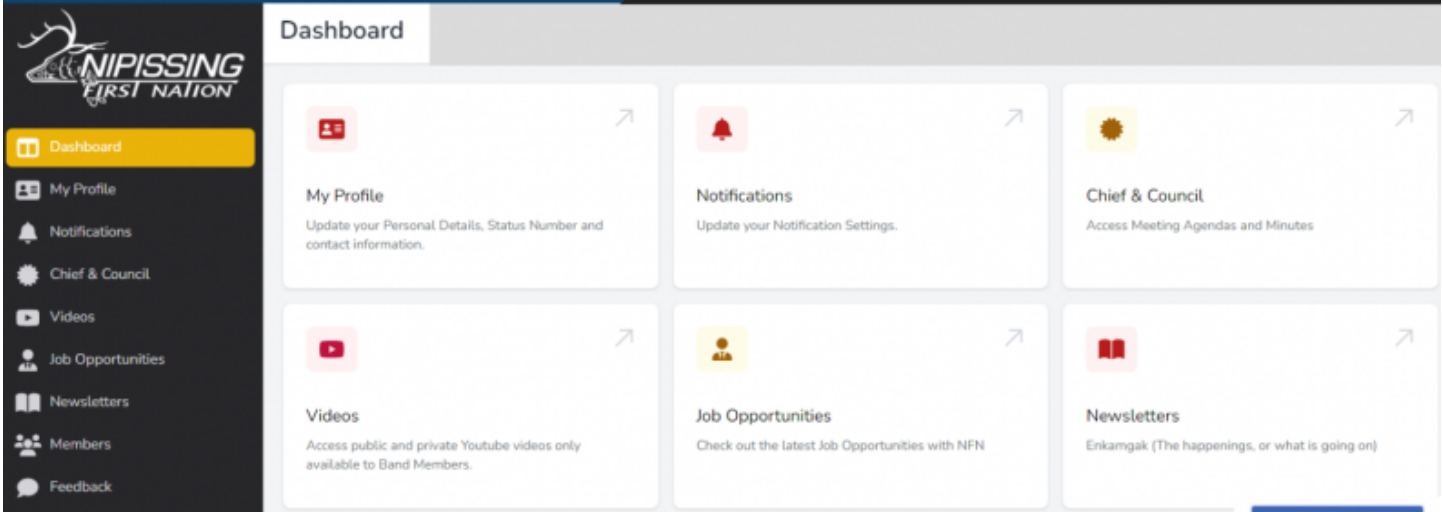 NIPISSING
FIRST NATION
Dashboard
My Profile
Notifications
Chief & Council
Videos
Job Opportunities
Newsletters
Members
Feedback
Dashboard
My Profile
Update your Personal Details, Status Number and
contact information.
Notifications
Update your Notification Settings.
Chief & Council
Access Meeting Agendas and Minutes
Videos
Access public and private Youtube videos only
available to Band Members.
Job Opportunities
Check out the latest Job Opportunities with NFN
Newsletters
Enkamgak (The happenings, or what is going on)